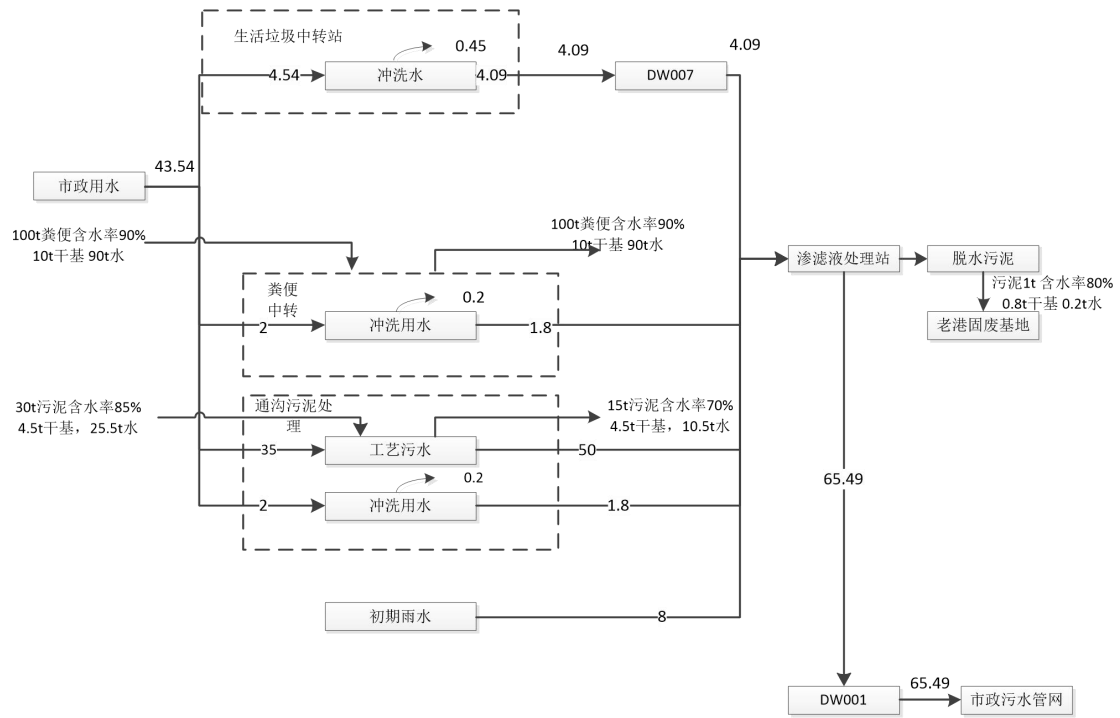 生活垃圾中转站
0.45
4.54
冲洗水
4.09
4.09
DW007
4.09
43.54
市政用水
100t粪便含水率90%
10t干基 90t水
100t粪便含水率90%
10t干基 90t水
渗滤液处理站
脱水污泥
污泥1t 含水率80%
0.8t干基 0.2t水
老港固废基地
粪便
中转
0.2
2
冲洗用水
1.8
30t污泥含水率85%
4.5t干基，25.5t水
通沟污泥处
理
15t污泥含水率70%
4.5t干基，10.5t水
35
工艺污水
50
0.2
2
冲洗用水
1.8
65.49
初期雨水
8
DW001
65.49
市政污水管网